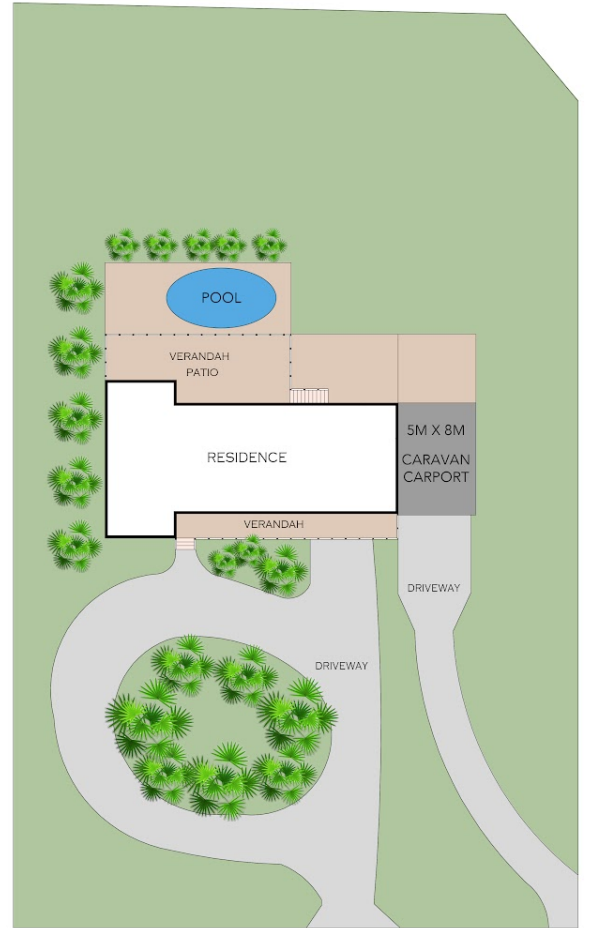 POOL
VERANDAH
PATIO
RESIDENCE
5M X 8M
CARAVAN
CARPORT
VERANDAH
DRIVEWAY
DRIVEWAY